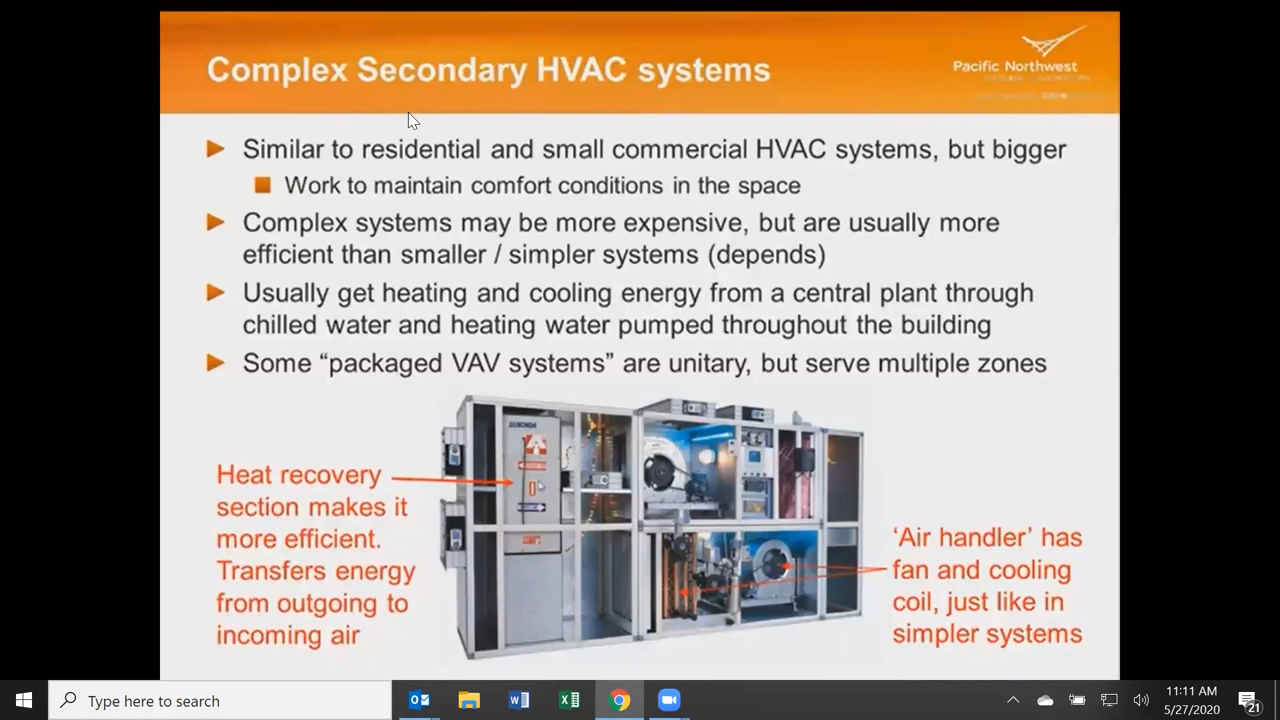 Complex Secondary HVAC systems
Pacific Northwest
Similar to residential and small commercial HVAC systems, but bigger
Work to maintain comfort conditions in the space
Complex systems may be more expensive, but are usually more
efficient than smaller / simpler systems (depends)
Usually get heating and cooling energy from a central plant through
chilled water and heating water pumped throughout the building
Some “packaged VAV systems” are unitary, but serve multiple zones
Heat recovery
section makes it
more efficient.
Transfers energy
from outgoing to
incoming air
‘Air handler’ has
fan and cooling
coil, just like in
simpler systems
Type here to search
11:11 AM
5/27/2020
21